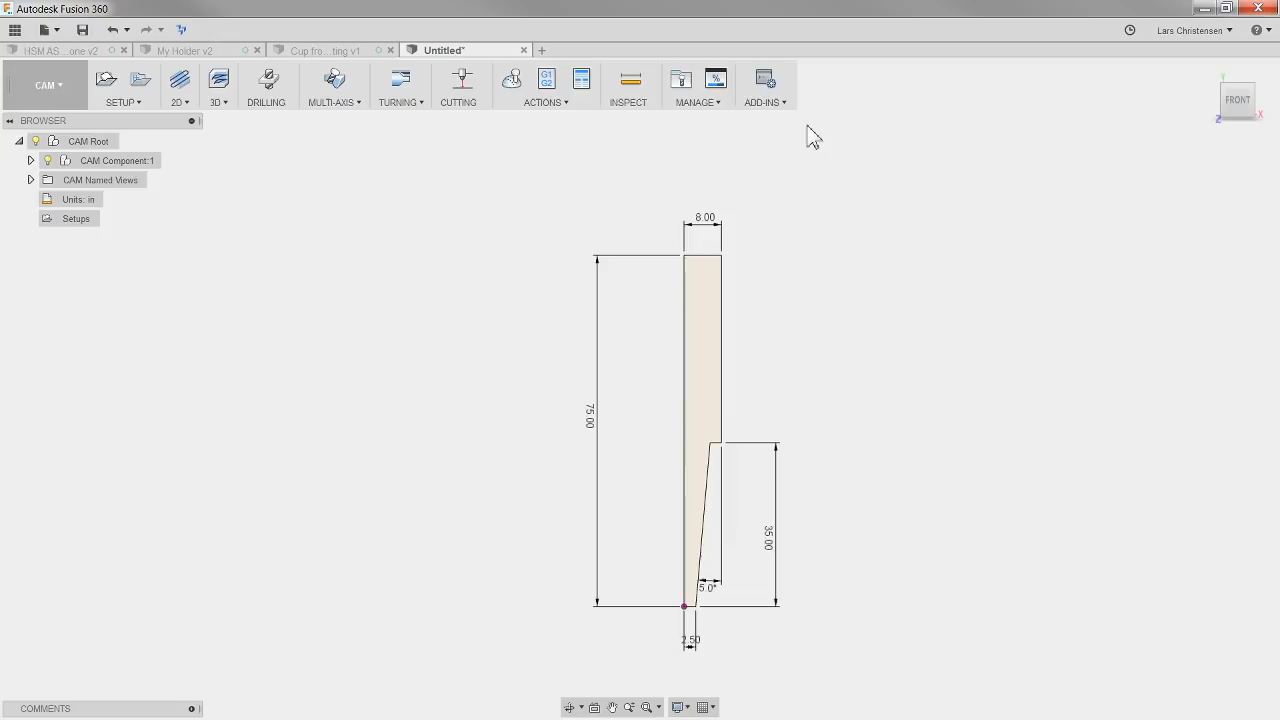 Autodesk Fusion 360
Lars Christensen
HSM AS...one v2
My Holder v2
Cup fro...ting v1
Untitled*
CAM
SETUP
2D
3D
DRILLING
MULTI-AXIS
TURNING
CUTTING
G1
G2
ACTIONS
INSPECT
MANAGE
ADD-INS
BROWSER
CAM Root
CAM Component:1
CAM Named Views
Units: in
Setups
Y
FRONT
X
Z
8.00
75.00
35.00
5.0°
2.50
COMMENTS